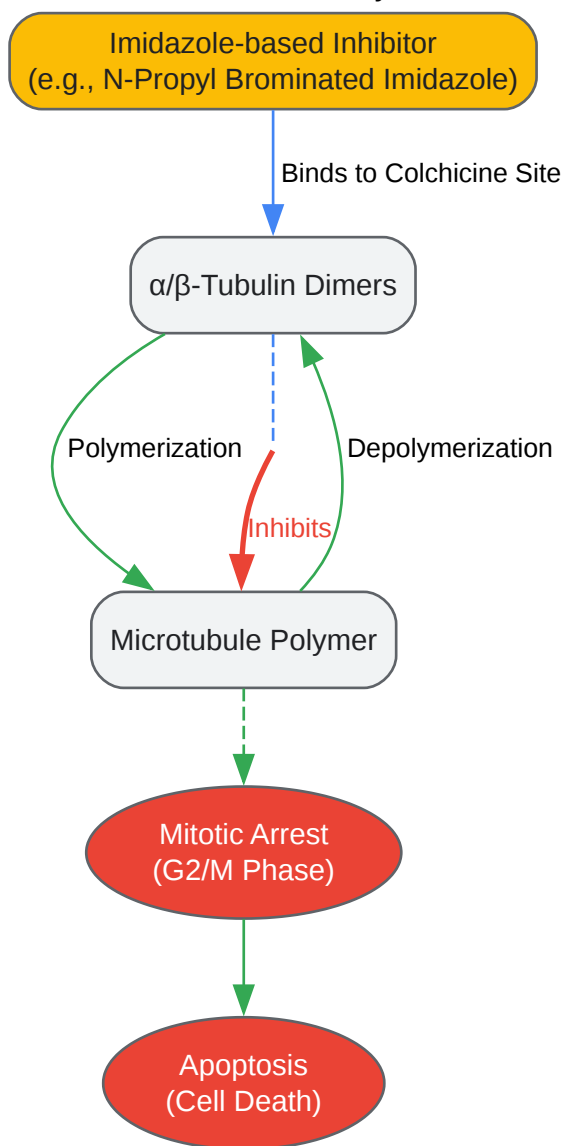 Imidazole-based Inhibitor
(e.g., N-Propyl Brominated Imidazole)
Binds to Colchicine Site
α/β-Tubulin Dimers
Polymerization
Depolymerization
Inhibits
Microtubule Polymer
Mitotic Arrest
(G2/M Phase)
Apoptosis
(Cell Death)